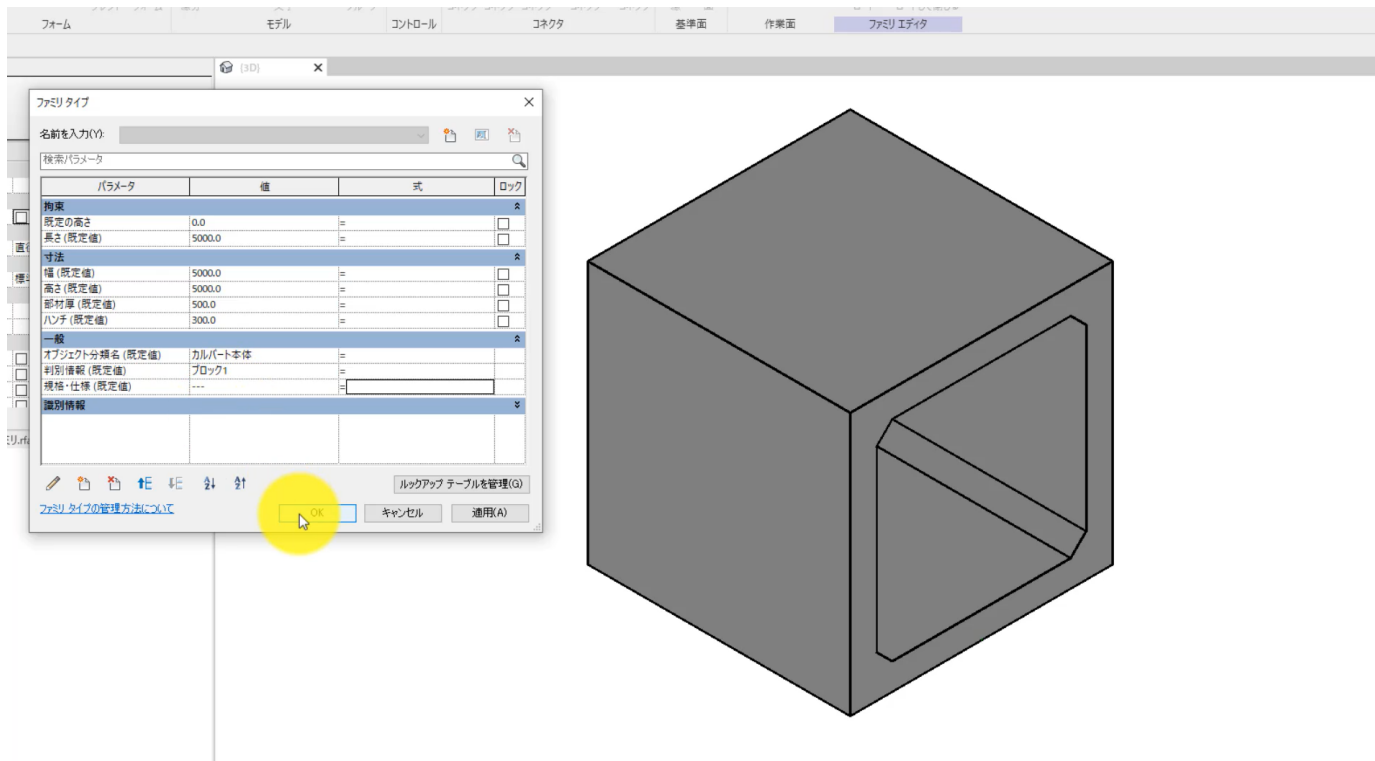 フォーム モデル コントロール コネクタ 基準面 作業面 ファミリ エディタ
{3D}
ファミリ タイプ
名前を入力(Y):
検索パラメータ
パラメータ 値 式 ロック
拘束
既定の高さ 0.0 =
長さ (既定値) 5000.0 =
寸法
幅 (既定値) 5000.0 =
高さ (既定値) 5000.0 =
部材厚 (既定値) 500.0 =
ハンチ (既定値) 300.0 =
一般
オブジェクト分類名 (既定値) カルバート本体 =
判別情報 (既定値) ブロック1 =
規格・仕様 (既定値) --- =
識別情報
ルックアップ テーブルを管理(G)
ファミリ タイプの管理方法について
OK キャンセル 適用(A)